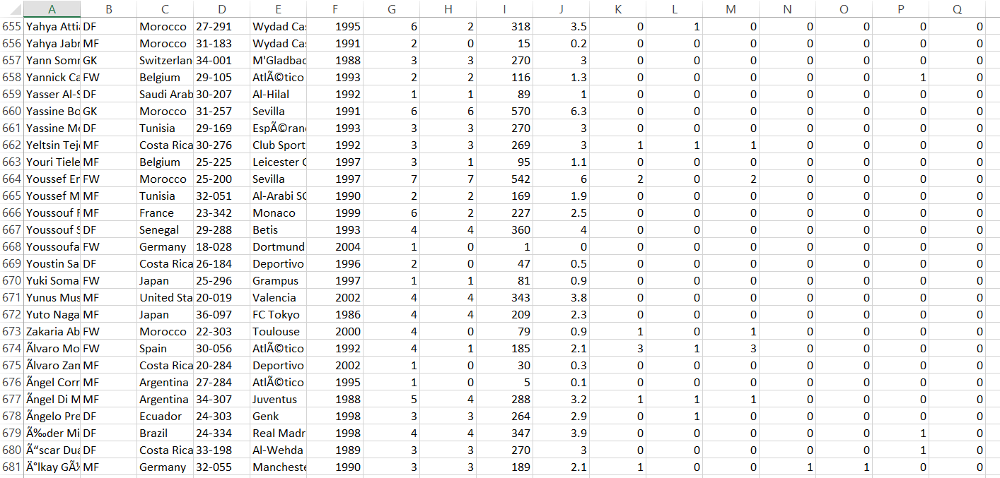 A B C D E F G H I J K L M N O P Q
655 Yahya Atti DF Morocco 27-291 Wydad Ca 1995 6 2 318 3.5 0 1 0 0 0 0 0
656 Yahya Jabr MF Morocco 31-183 Wydad Ca 1991 2 0 15 0.2 0 0 0 0 0 0 0
657 Yann Somr GK Switzerlan 34-001 M'Gladbac 1988 3 3 270 3 0 0 0 0 0 0 0
658 Yannick Ca FW Belgium 29-105 AtlÃ©tico 1993 2 2 116 1.3 0 0 0 0 0 1 0
659 Yasser Al-S DF Saudi Arab 30-207 Al-Hilal 1992 1 1 89 1 0 0 0 0 0 0 0
660 Yassine Bo GK Morocco 31-257 Sevilla 1991 6 6 570 6.3 0 0 0 0 0 0 0
661 Yassine Me DF Tunisia 29-169 EspÃ©ran 1993 3 3 270 3 0 0 0 0 0 0 0
662 Yeltsin Tej MF Costa Rica 30-276 Club Sport 1992 3 3 269 3 1 1 1 0 0 0 0
663 Youri Tiele MF Belgium 25-225 Leicester C 1997 3 1 95 1.1 0 0 0 0 0 0 0
664 Youssef En FW Morocco 25-200 Sevilla 1997 7 7 542 6 2 0 2 0 0 0 0
665 Youssef M MF Tunisia 32-051 Al-Arabi SC 1990 2 2 169 1.9 0 0 0 0 0 0 0
666 Youssouf F MF France 23-342 Monaco 1999 6 2 227 2.5 0 0 0 0 0 0 0
667 Youssouf S DF Senegal 29-288 Betis 1993 4 4 360 4 0 0 0 0 0 0 0
668 Youssoufa FW Germany 18-028 Dortmund 2004 1 0 1 0 0 0 0 0 0 0 0
669 Youstin Sa DF Costa Rica 26-184 Deportivo 1996 2 0 47 0.5 0 0 0 0 0 0 0
670 Yuki Soma FW Japan 25-296 Grampus 1997 1 1 81 0.9 0 0 0 0 0 0 0
671 Yunus Mus MF United Sta 20-019 Valencia 2002 4 4 343 3.8 0 0 0 0 0 0 0
672 Yuto Naga MF Japan 36-097 FC Tokyo 1986 4 4 209 2.3 0 0 0 0 0 0 0
673 Zakaria Ab FW Morocco 22-303 Toulouse 2000 4 0 79 0.9 1 0 1 0 0 0 0
674 Ãlvaro Mo FW Spain 30-056 AtlÃ©tico 1992 4 1 185 2.1 3 1 3 0 0 0 0
675 Ãlvaro Zan MF Costa Rica 20-284 Deportivo 2002 1 0 30 0.3 0 0 0 0 0 0 0
676 Ãngel Corr MF Argentina 27-284 AtlÃ©tico 1995 1 0 5 0.1 0 0 0 0 0 0 0
677 Ãngel Di M MF Argentina 34-307 Juventus 1988 5 4 288 3.2 1 1 1 0 0 0 0
678 Ãngelo Pre DF Ecuador 24-303 Genk 1998 3 3 264 2.9 0 1 0 0 0 0 0
679 Ã‰der Mi DF Brazil 24-334 Real Madr 1998 4 4 347 3.9 0 0 0 0 0 1 0
680 Ã“scar Dua DF Costa Rica 33-198 Al-Wehda 1989 3 3 270 3 0 0 0 0 0 1 0
681 Ä°lkay GÃ¼ MF Germany 32-055 Mancheste 1990 3 3 189 2.1 1 0 0 1 1 0 0